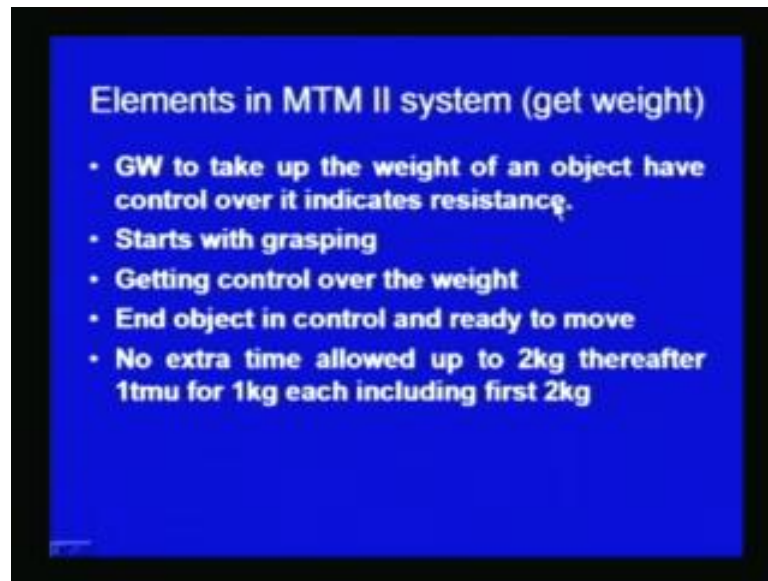 Elements in MTM II system (get weight)
• GW to take up the weight of an object have
control over it indicates resistance.
• Starts with grasping
• Getting control over the weight
• End object in control and ready to move
• No extra time allowed up to 2kg thereafter
1tmu for 1kg each including first 2kg